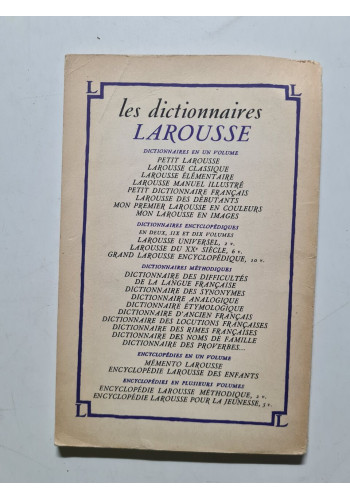 L L
les dictionnaires
LAROUSSE
DICTIONNAIRES EN UN VOLUME
PETIT LAROUSSE
LAROUSSE CLASSIQUE
LAROUSSE ÉLÉMENTAIRE
LAROUSSE MANUEL ILLUSTRÉ
PETIT DICTIONNAIRE FRANÇAIS
LAROUSSE DES DÉBUTANTS
MON PREMIER LAROUSSE EN COULEURS
MON LAROUSSE EN IMAGES
DICTIONNAIRES ENCYCLOPÉDIQUES
EN DEUX, SIX ET DIX VOLUMES
LAROUSSE UNIVERSEL, 2 v.
LAROUSSE DU XXe SIÈCLE, 6 v.
GRAND LAROUSSE ENCYCLOPÉDIQUE, 10 v.
DICTIONNAIRES MÉTHODIQUES
DICTIONNAIRE DES DIFFICULTÉS
DE LA LANGUE FRANÇAISE
DICTIONNAIRE DES SYNONYMES
DICTIONNAIRE ANALOGIQUE
DICTIONNAIRE ÉTYMOLOGIQUE
DICTIONNAIRE D'ANCIEN FRANÇAIS
DICTIONNAIRE DES LOCUTIONS FRANÇAISES
DICTIONNAIRE DES RIMES FRANÇAISES
DICTIONNAIRE DES NOMS DE FAMILLE
DICTIONNAIRE DES PROVERBES...
ENCYCLOPÉDIES EN UN VOLUME
MÉMENTO LAROUSSE
ENCYCLOPÉDIE LAROUSSE DES ENFANTS
ENCYCLOPÉDIES EN PLUSIEURS VOLUMES
ENCYCLOPÉDIE LAROUSSE MÉTHODIQUE, 2 v.
ENCYCLOPÉDIE LAROUSSE POUR LA JEUNESSE, 3 v.
L L